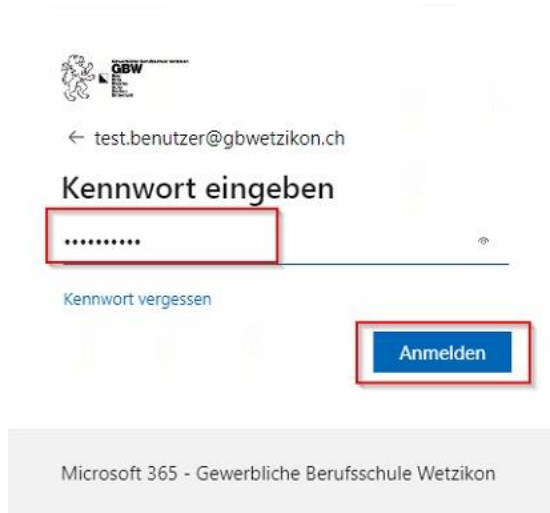 GBW
← test.benutzer@gbwetzikon.ch
Kennwort eingeben
••••••••••
Kennwort vergessen
Anmelden
Microsoft 365 - Gewerbliche Berufsschule Wetzikon